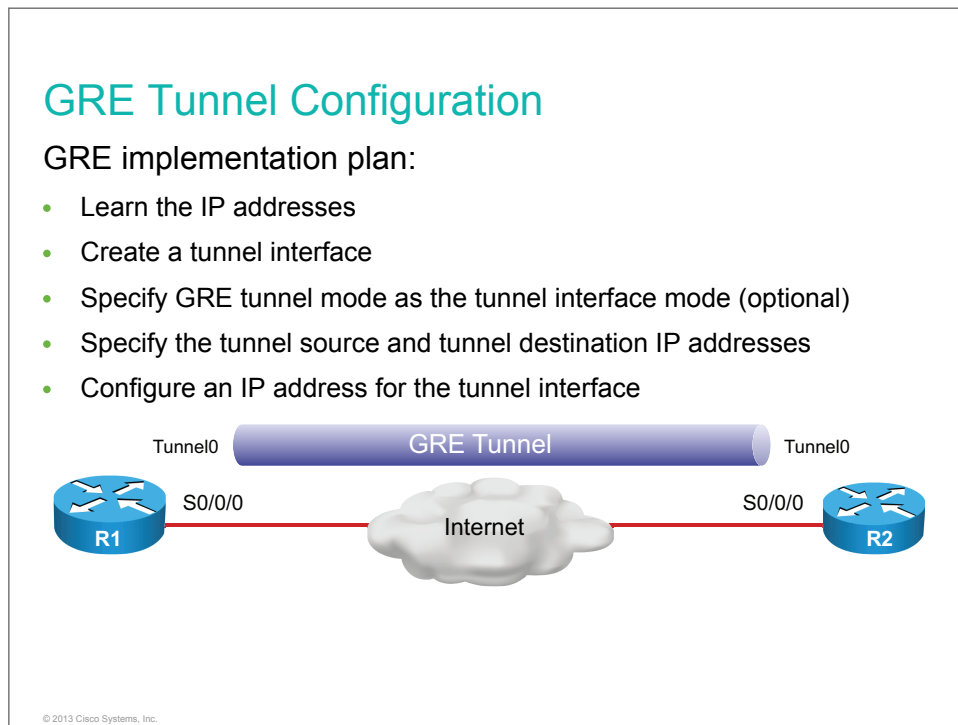 GRE Tunnel Configuration
GRE implementation plan:
• Learn the IP addresses
• Create a tunnel interface
• Specify GRE tunnel mode as the tunnel interface mode (optional)
• Specify the tunnel source and tunnel destination IP addresses
• Configure an IP address for the tunnel interface
Tunnel0
GRE Tunnel
Tunnel0
S0/0/0
S0/0/0
R1
Internet
R2
© 2013 Cisco Systems, Inc.